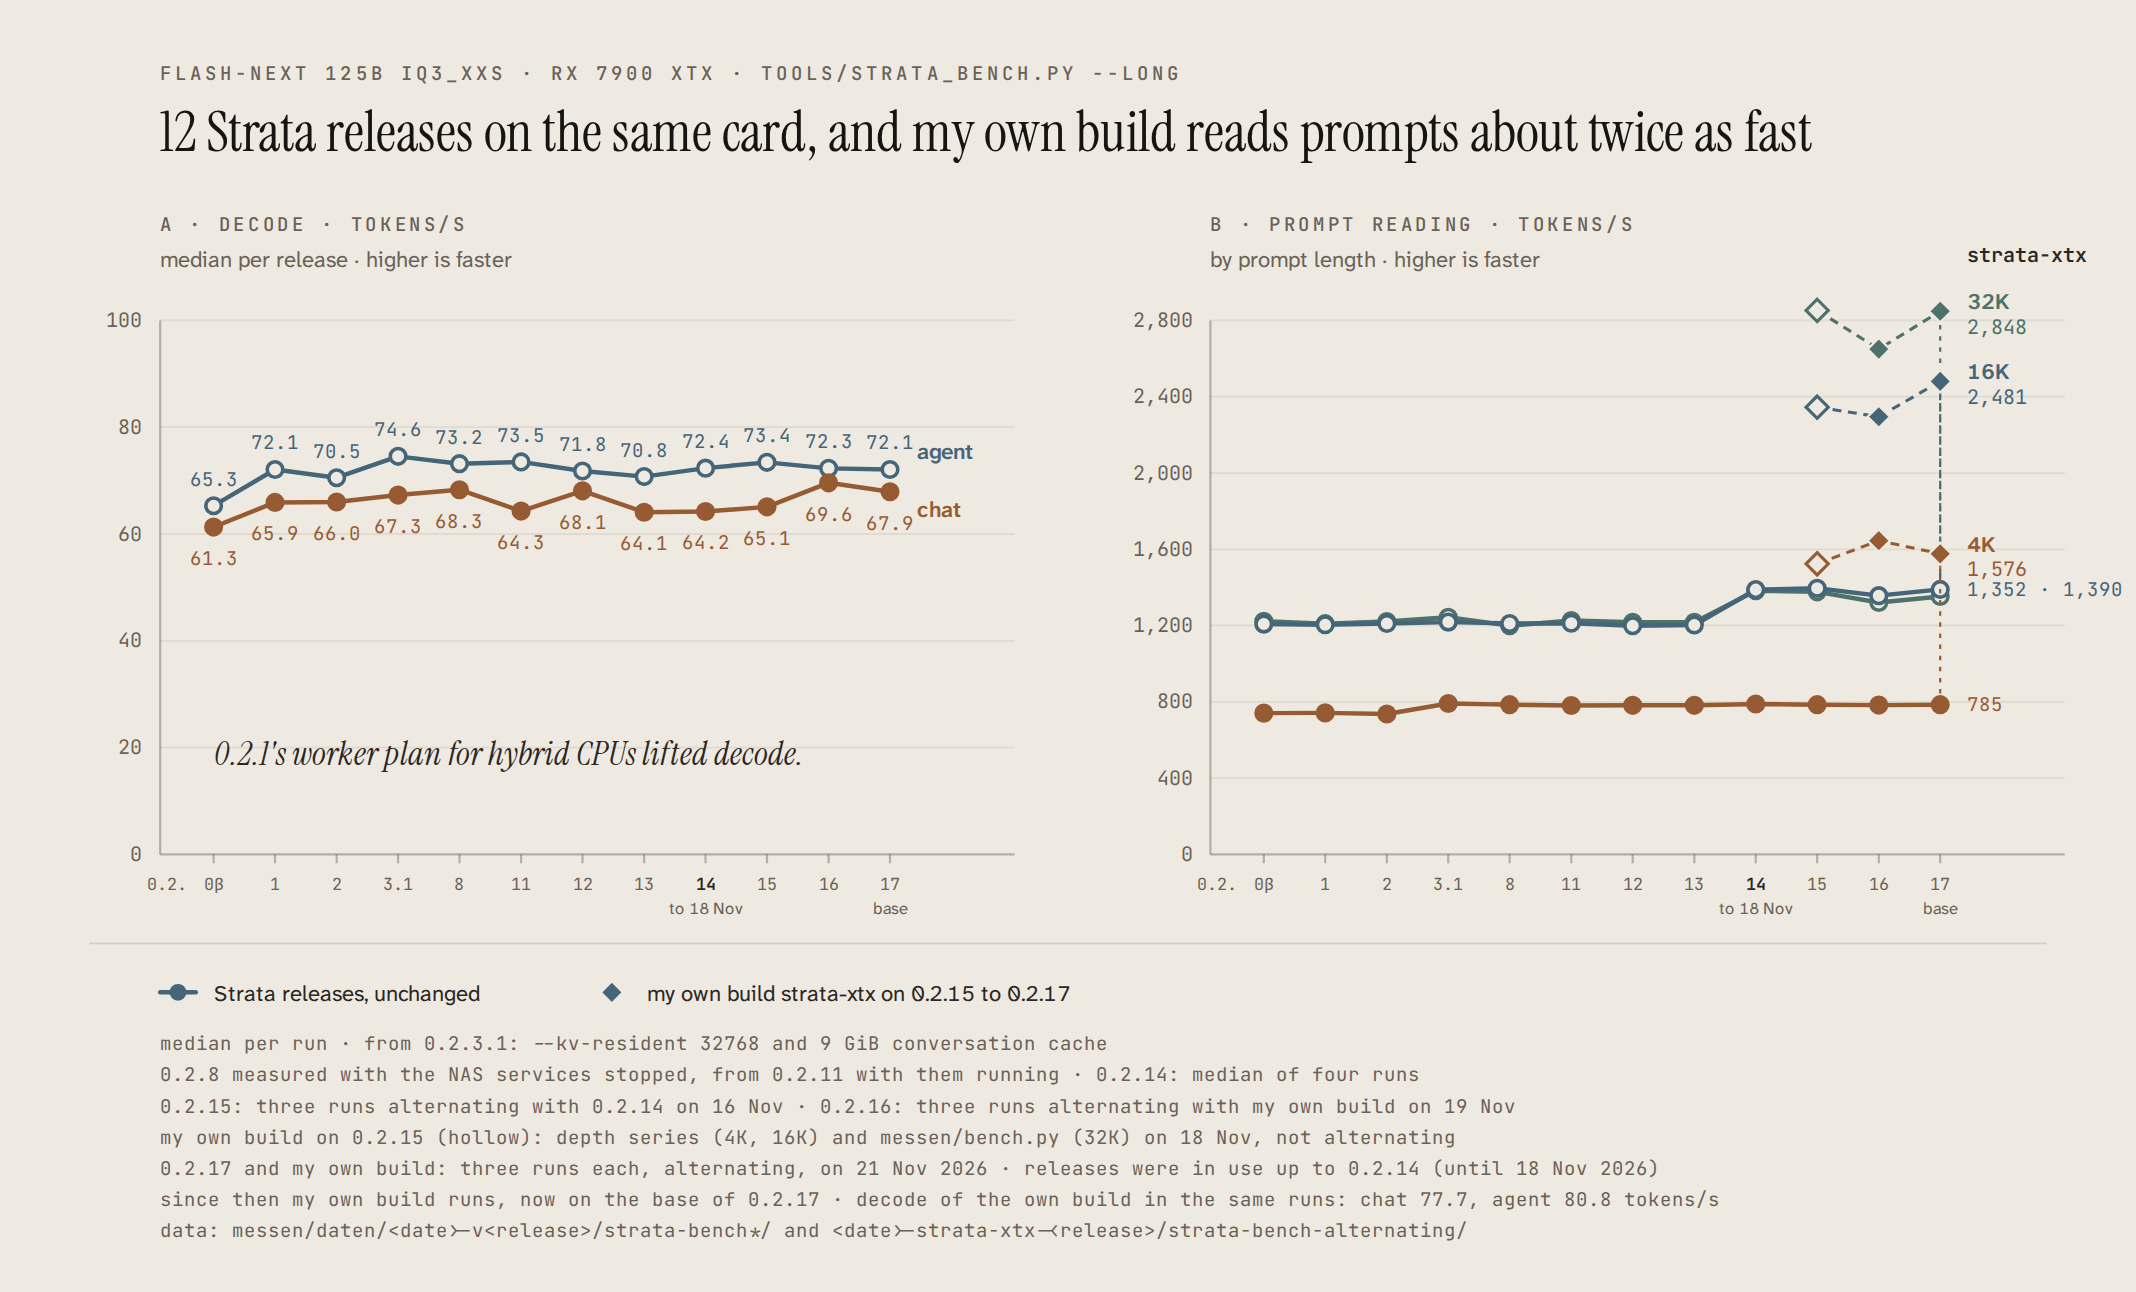 FLASH-NEXT 125B IQ3_XXS · RX 7900 XTX · TOOLS/STRATA_BENCH.PY --LONG
12 Strata releases on the same card, and my own build reads prompts about twice as fast
A · DECODE · TOKENS/S
median per release · higher is faster
100
80
60
40
20
0
72.1 70.5 74.6 73.2 73.5 71.8 70.8 72.4 73.4 72.3 72.1 agent
65.3
61.3 65.9 66.0 67.3 68.3 64.3 68.1 64.1 64.2 65.1 69.6 67.9 chat
0.2.1's worker plan for hybrid CPUs lifted decode.
0.2. 0β 1 2 3.1 8 11 12 13 14 15 16 17
to 18 Nov base
B · PROMPT READING · TOKENS/S
by prompt length · higher is faster
strata-xtx
2,800
2,400
2,000
1,600
1,200
800
400
0
32K
2,848
16K
2,481
4K
1,576
1,352 · 1,390
785
0.2. 0β 1 2 3.1 8 11 12 13 14 15 16 17
to 18 Nov base
Strata releases, unchanged
my own build strata-xtx on 0.2.15 to 0.2.17
median per run · from 0.2.3.1: --kv-resident 32768 and 9 GiB conversation cache
0.2.8 measured with the NAS services stopped, from 0.2.11 with them running · 0.2.14: median of four runs
0.2.15: three runs alternating with 0.2.14 on 16 Nov · 0.2.16: three runs alternating with my own build on 19 Nov
my own build on 0.2.15 (hollow): depth series (4K, 16K) and messen/bench.py (32K) on 18 Nov, not alternating
0.2.17 and my own build: three runs each, alternating, on 21 Nov 2026 · releases were in use up to 0.2.14 (until 18 Nov 2026)
since then my own build runs, now on the base of 0.2.17 · decode of the own build in the same runs: chat 77.7, agent 80.8 tokens/s
data: messen/daten/<date>-v<release>/strata-bench*/ and <date>-strata-xtx-<release>/strata-bench-alternating/